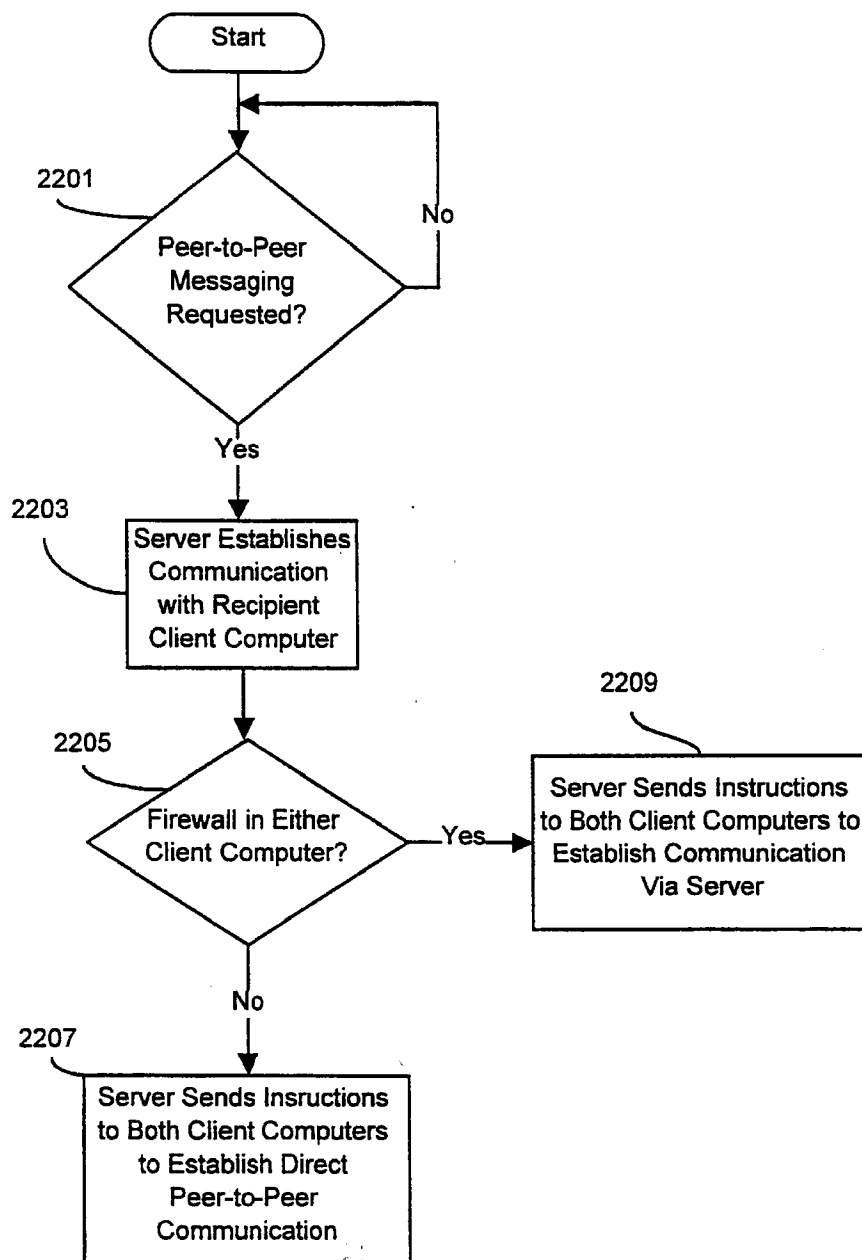 Start
2201
No
Peer-to-Peer
Messaging
Requested?
Yes
2203
Server Establishes
Communication
with Recipient
Client Computer
2209
2205
Server Sends Instructions
to Both Client Computers to
Establish Communication
Via Server
Firewall in Either
Client Computer?
Yes
No
2207
Server Sends Insructions
to Both Client Computers
to Establish Direct
Peer-to-Peer
Communication